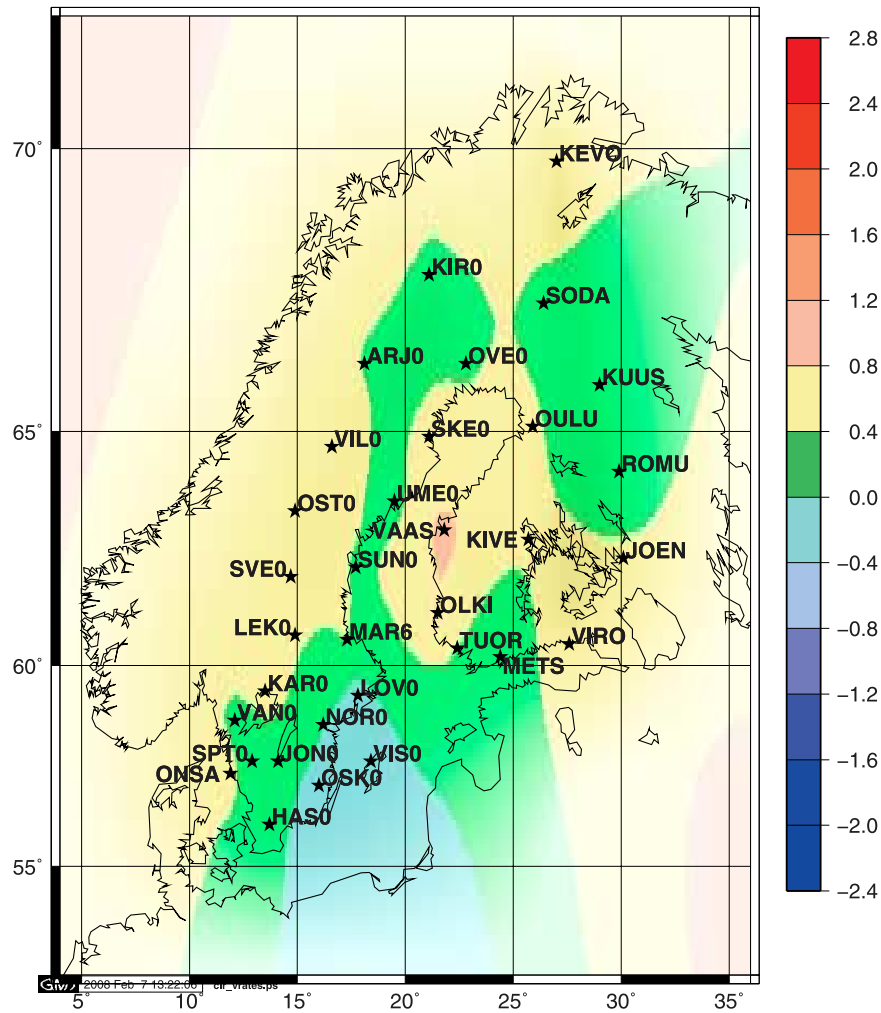 2.8
2.4
70°
KEVO
2.0
KIR0
1.6
SODA
1.2
ARJ0 OVE0
0.8
KUUS
65°
SKE0 OULU
VIL0
0.4
ROMU
UME0
OST0
0.0
VAAS KIVE
JOEN
SUN0
SVE0
−0.4
OLKI
LEK0 MAR6
−0.8
TUOR VIRO
60°
METS
KAR0 LOV0
−1.2
VAN0 NOR0
SPT0 JON0 VIS0
−1.6
ONSA
OSK0
HAS0
−2.0
55°
−2.4
GMT 2008 Feb 7 13:22:06 cir_vrates.ps
5° 10° 15° 20° 25° 30° 35°